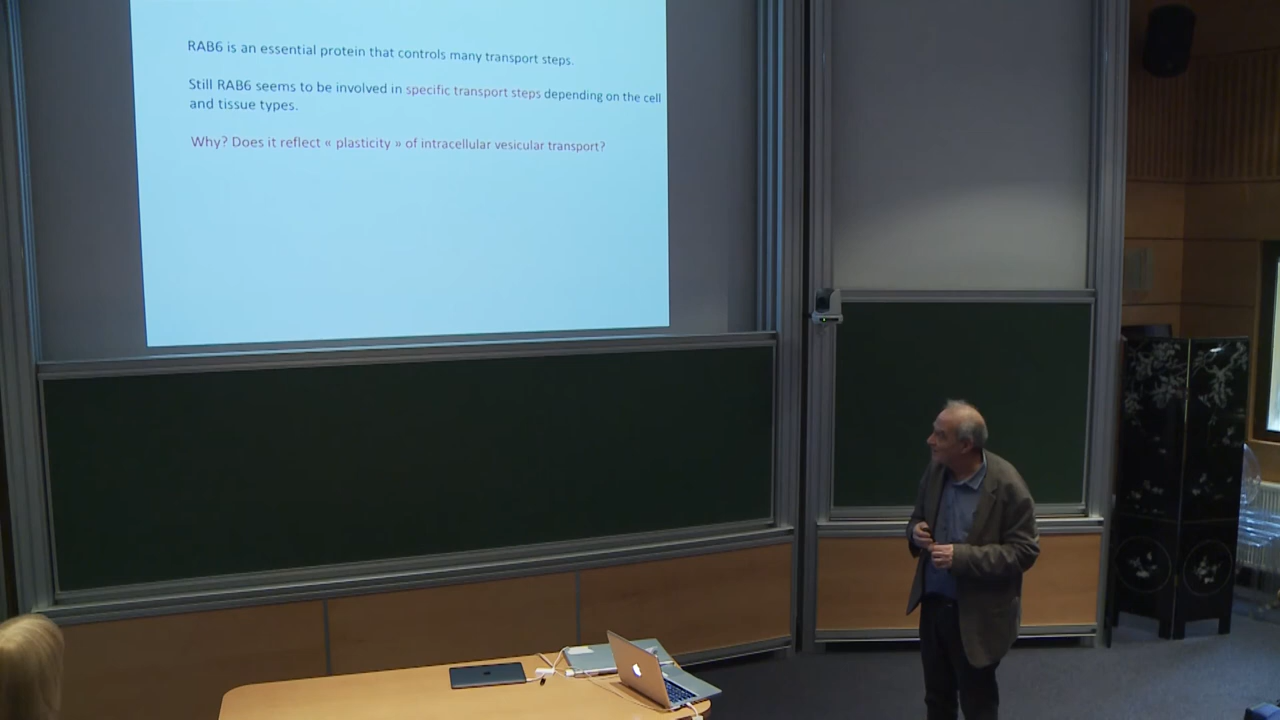 RAB6 is an essential protein that controls many transport steps.
Still RAB6 seems to be involved in specific transport steps depending on the cell
and tissue types.
Why? Does it reflect « plasticity » of intracellular vesicular transport?